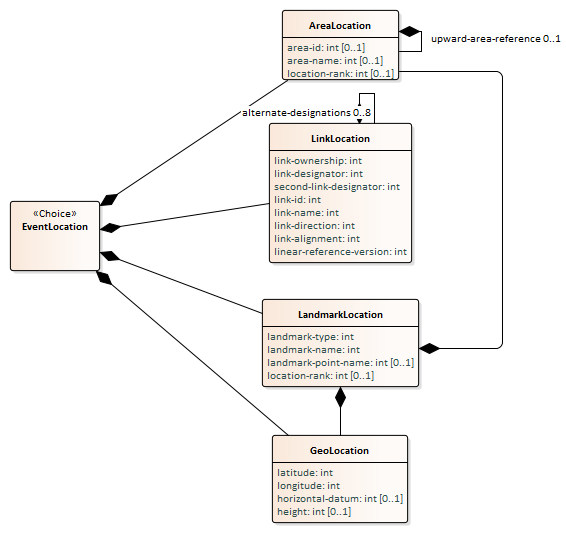 AreaLocation
area-id: int [0..1]
area-name: int [0..1]
location-rank: int [0..1]
upward-area-reference 0..1
alternate-designations 0..8
LinkLocation
link-ownership: int
link-designator: int
second-link-designator: int
link-id: int
link-name: int
link-direction: int
link-alignment: int
linear-reference-version: int
«Choice»
EventLocation
LandmarkLocation
landmark-type: int
landmark-name: int
landmark-point-name: int [0..1]
location-rank: int [0..1]
GeoLocation
latitude: int
longitude: int
horizontal-datum: int [0..1]
height: int [0..1]